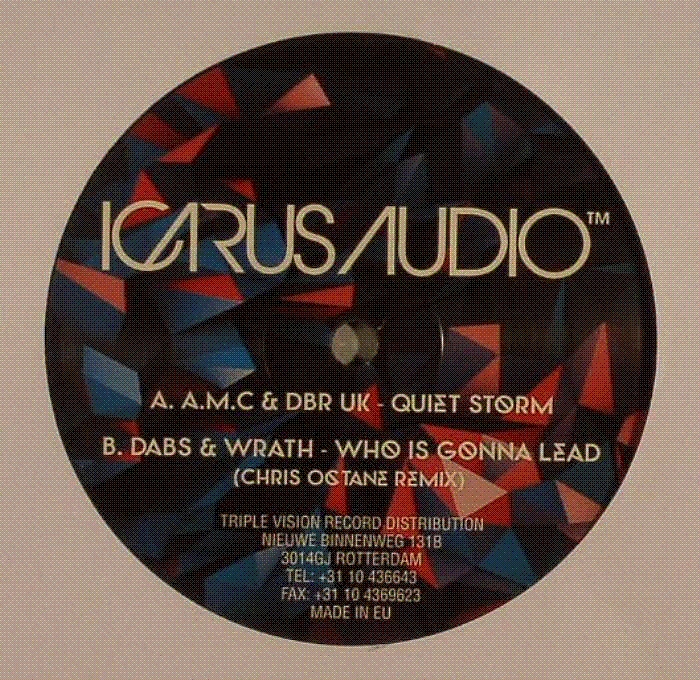 ICARUS AUDIO™
A. A.M.C & DBR UK - QUIET STORM
B. DABS & WRATH - WHO IS GONNA LEAD
(CHRIS OCTANE REMIX)
TRIPLE VISION RECORD DISTRIBUTION
NIEUWE BINNENWEG 131B
3014GJ ROTTERDAM
TEL: +31 10 436643
FAX: +31 10 4369623
MADE IN EU